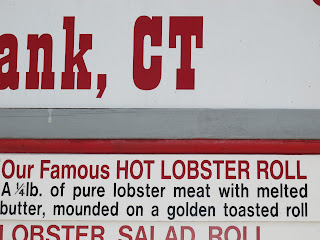 ank, CT
Our Famous HOT LOBSTER ROLL
A ¼lb. of pure lobster meat with melted
butter, mounded on a golden toasted roll
LOBSTER SALAD ROLL